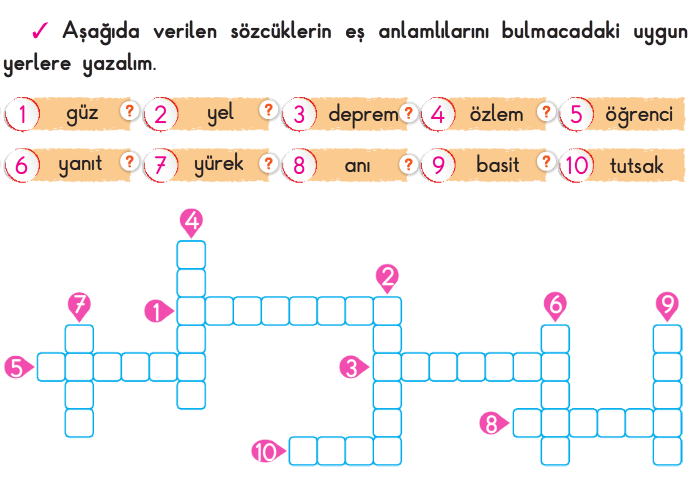 ✓ Aşağıda verilen sözcüklerin eş anlamlılarını bulmacadaki uygun
yerlere yazalım.
1 güz ? 2 yel ? 3 deprem ? 4 özlem ? 5 öğrenci
6 yanıt ? 7 yürek ? 8 anı ? 9 basit ? 10 tutsak
4
2
7 1 6 9
5 3
8
10